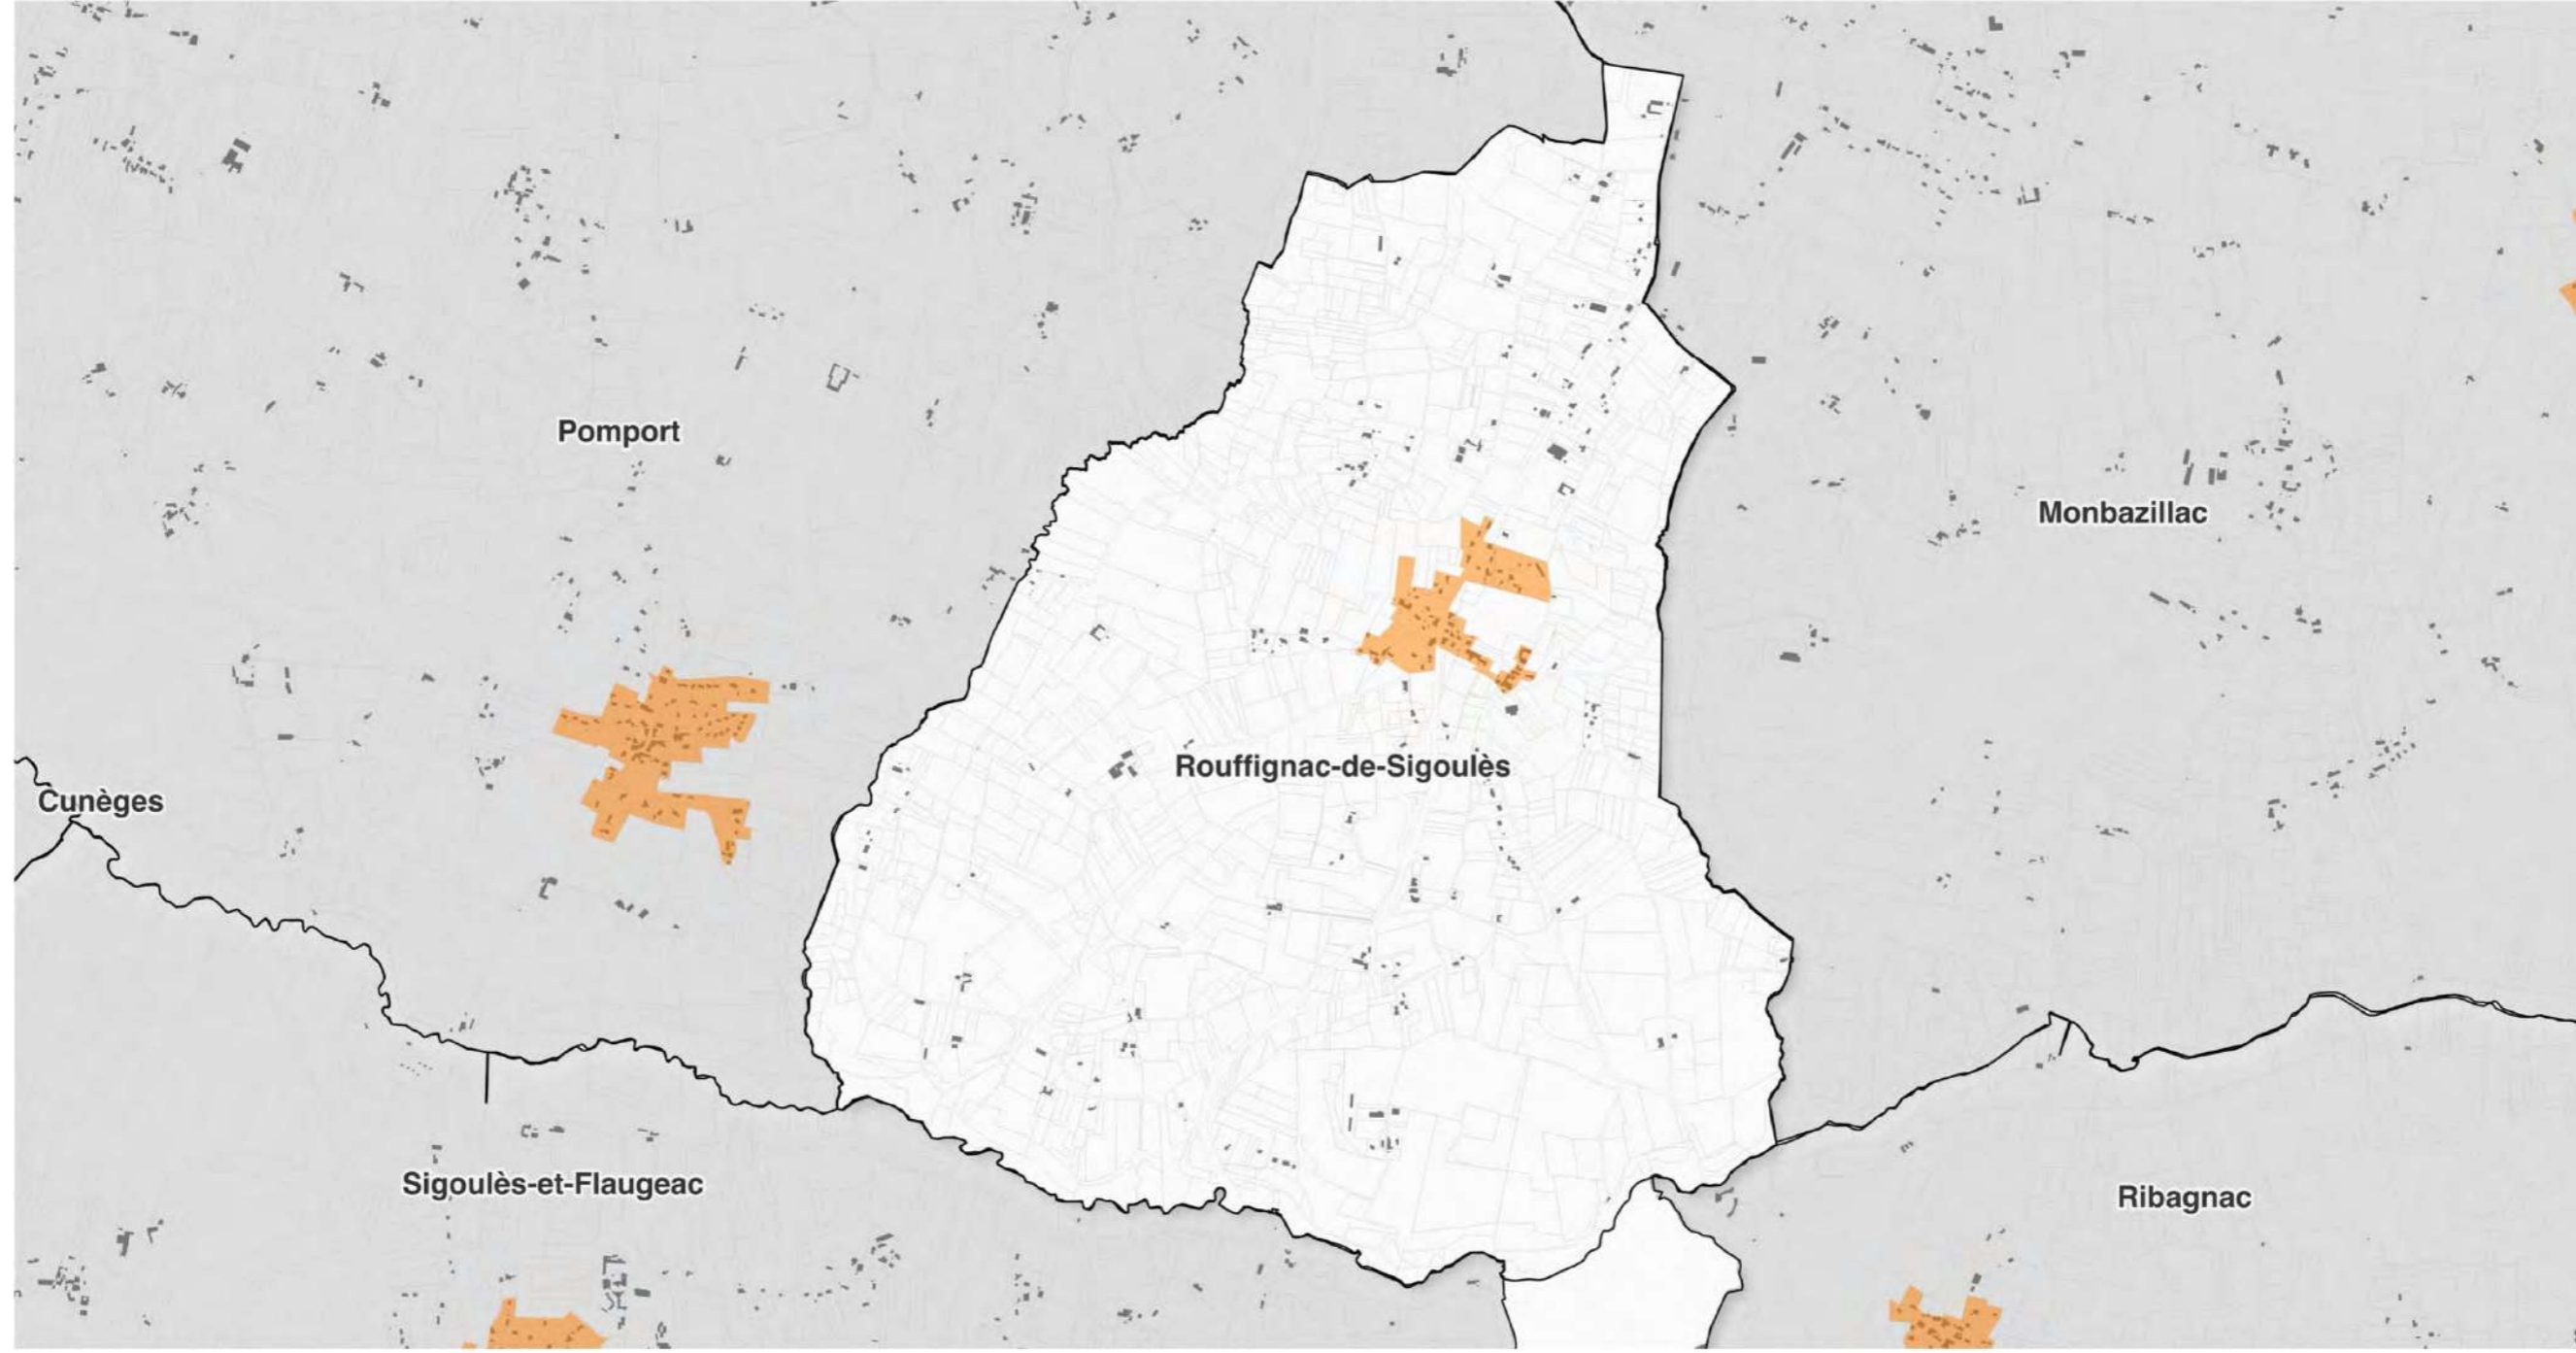 Pomport
Monbazillac
Rouffignac-de-Sigoulès
Cunèges
Sigoulès-et-Flaugeac
Ribagnac